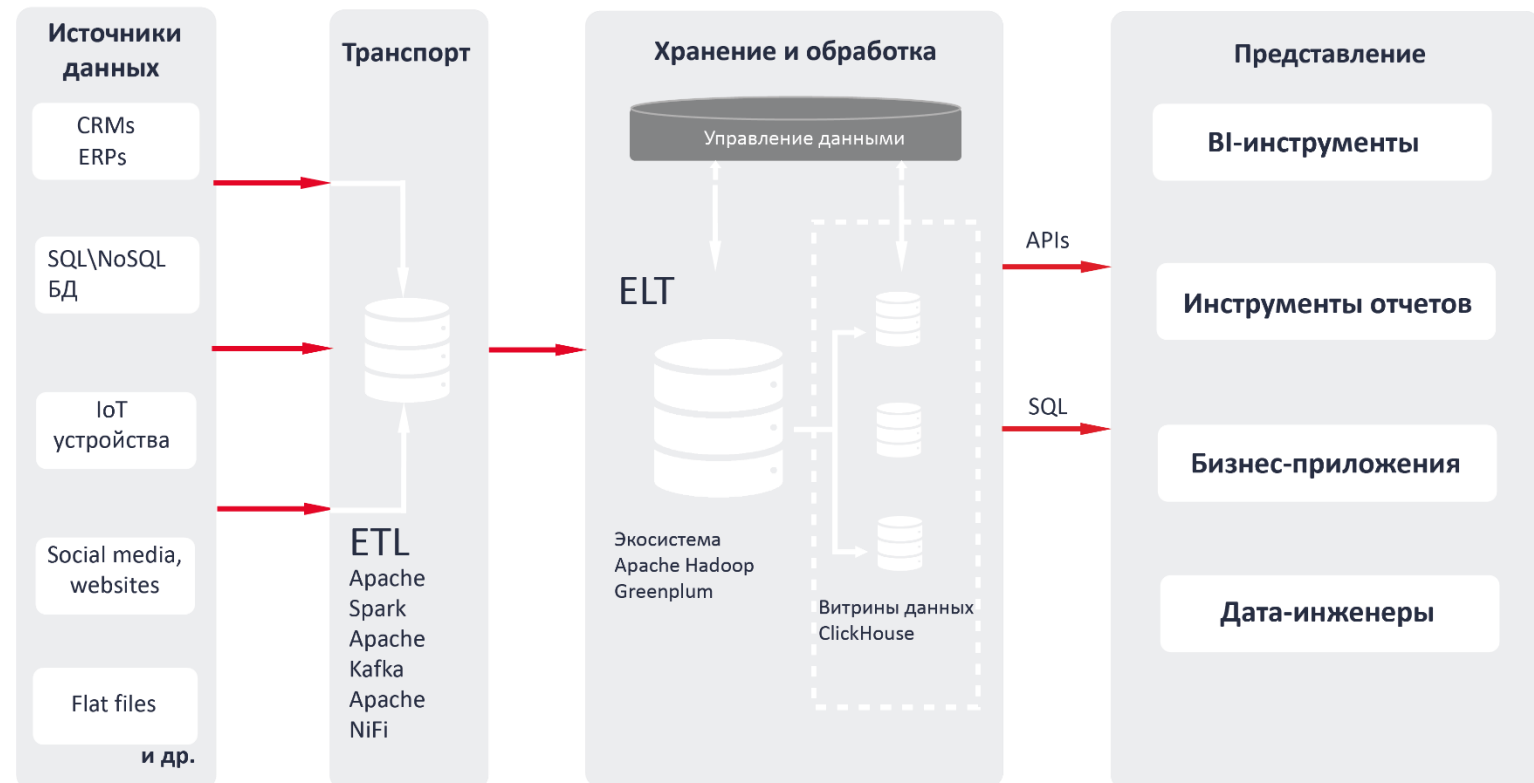 Источники
данных
CRMs
ERPs
SQL\NoSQL
БД
IoT
устройства
Social media,
websites
Flat files
и др.
Транспорт
ETL
Apache
Spark
Apache
Kafka
Apache
NiFi
Хранение и обработка
Управление данными
ELT
Экосистема
Apache Hadoop
Greenplum
Витрины данных
ClickHouse
APIs
SQL
Представление
BI-инструменты
Инструменты отчетов
Бизнес-приложения
Дата-инженеры